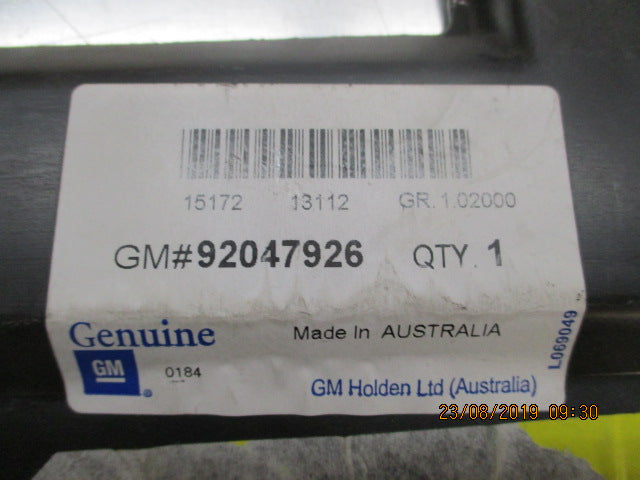 15172 13112 GR. 1.02000
GM# 92047926 QTY. 1
Genuine
GM
®
0184
Made In AUSTRALIA
GM Holden Ltd (Australia)
L069049
23/08/2019 09:30